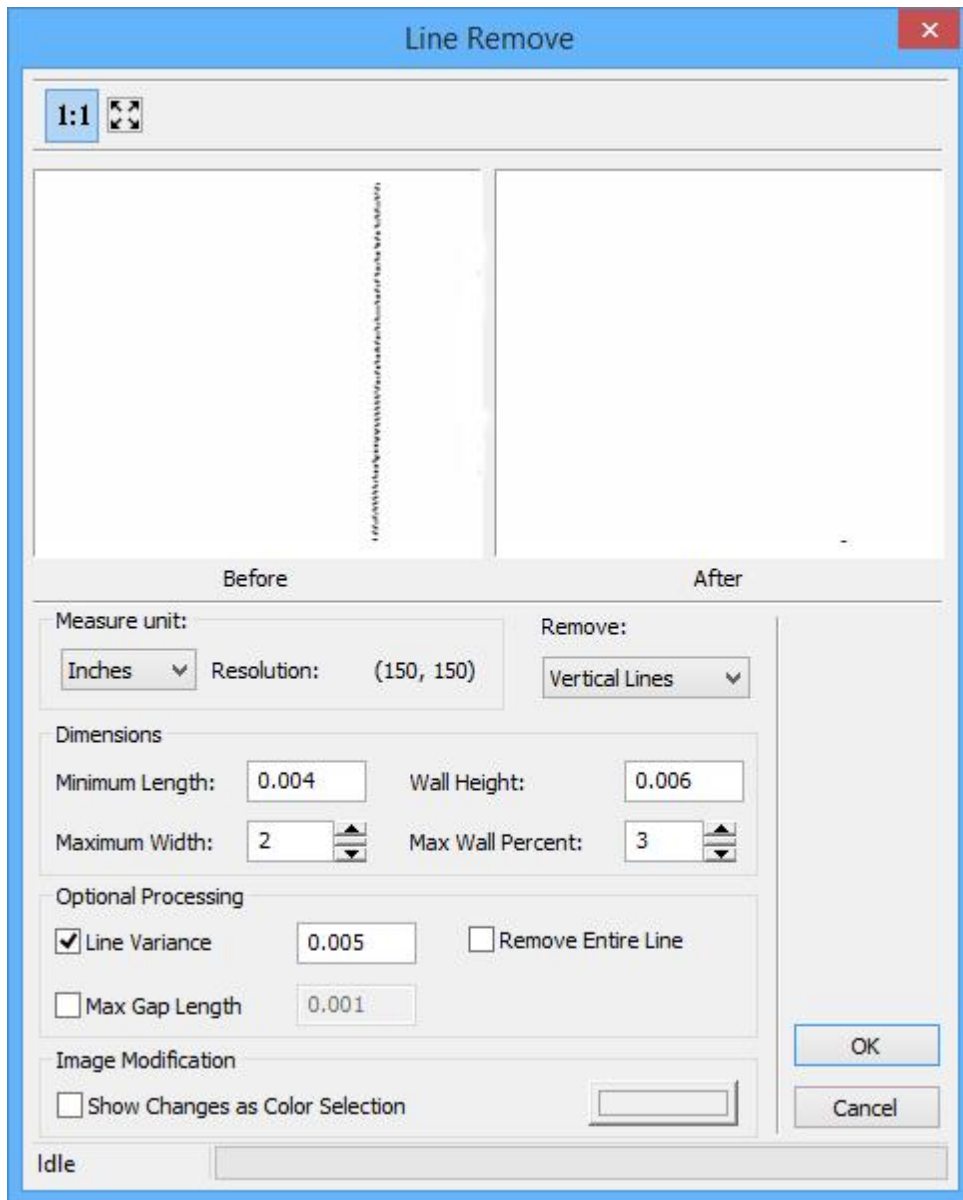 Line Remove
1:1
Before After
Measure unit:
Remove:
Inches Resolution: (150, 150)
Vertical Lines
Dimensions
Minimum Length: 0.004 Wall Height: 0.006
Maximum Width: 2 Max Wall Percent: 3
Optional Processing
Line Variance 0.005 Remove Entire Line
Max Gap Length 0.001
Image Modification
Show Changes as Color Selection
OK
Cancel
Idle